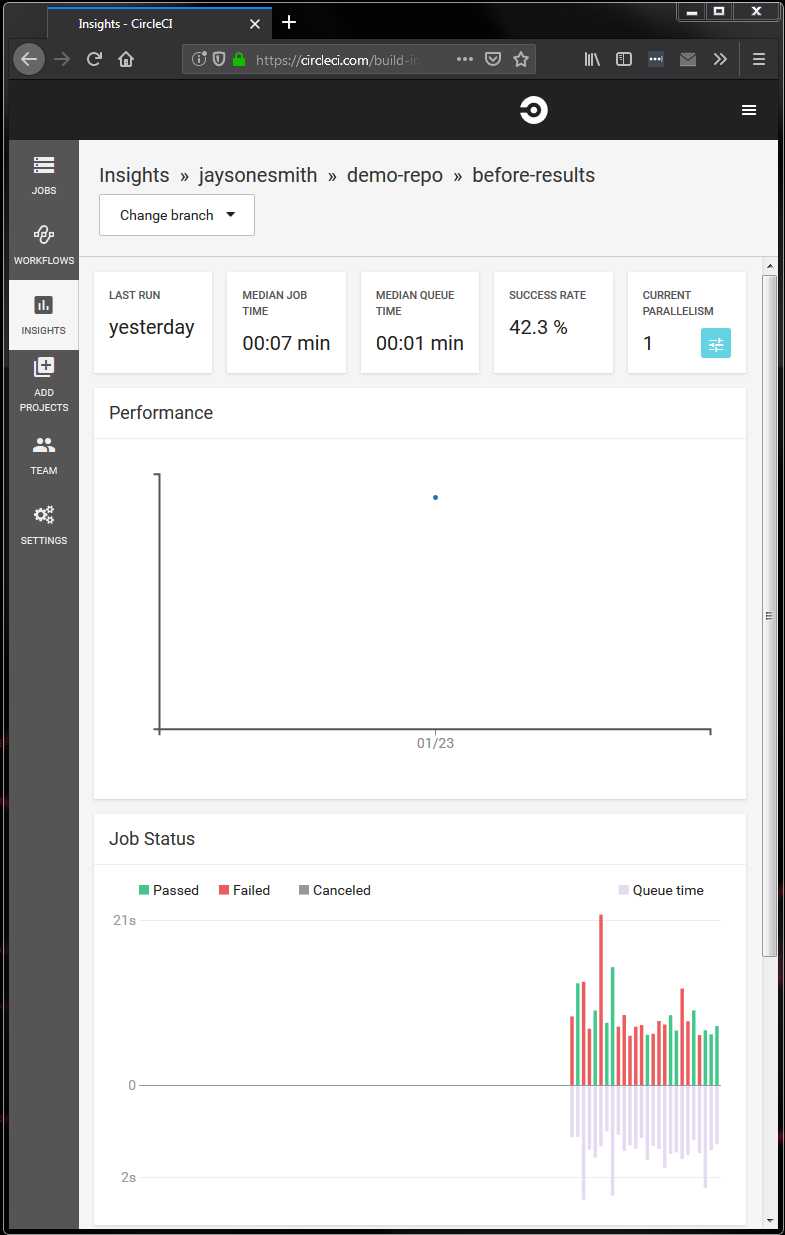 Insights - CircleCI
https://circleci.com/build-in
JOBS
WORKFLOWS
INSIGHTS
ADD
PROJECTS
TEAM
SETTINGS
Insights » jaysonesmith » demo-repo » before-results
Change branch
LAST RUN
yesterday
MEDIAN JOB
TIME
00:07 min
MEDIAN QUEUE
TIME
00:01 min
SUCCESS RATE
42.3 %
CURRENT
PARALLELISM
1
Performance
01/23
Job Status
Passed Failed Canceled Queue time
21s
0
2s